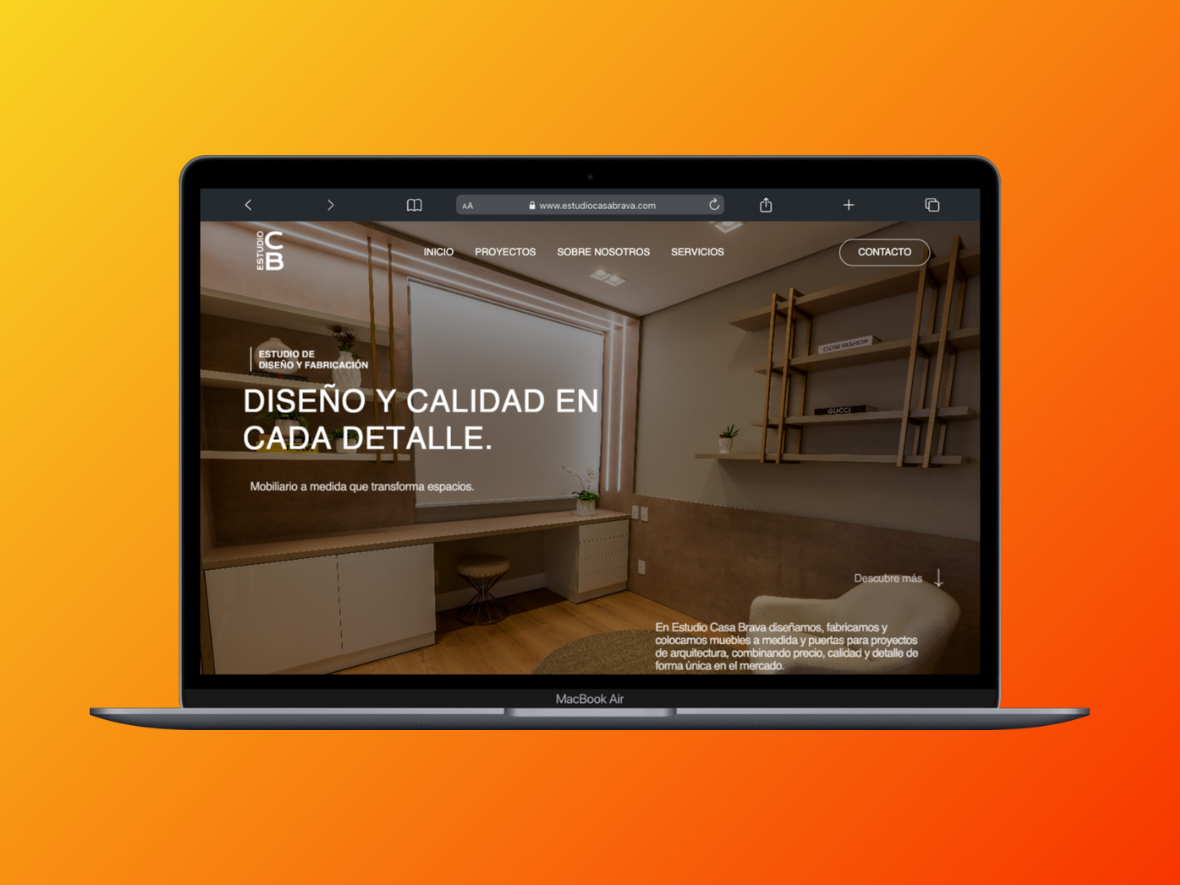 AA
www.estudiocasabrava.com
ESTUDIO
CB
INICIO PROYECTOS SOBRE NOSOTROS SERVICIOS CONTACTO
ESTUDIO DE
DISEÑO Y FABRICACIÓN
DISEÑO Y CALIDAD EN
CADA DETALLE.
Mobiliario a medida que transforma espacios.
GUCCI
Descubre más
En Estudio Casa Brava diseñamos, fabricamos y
colocamos muebles a medida y puertas para proyectos
de arquitectura, combinando precio, calidad y detalle de
forma única en el mercado.
MacBook Air